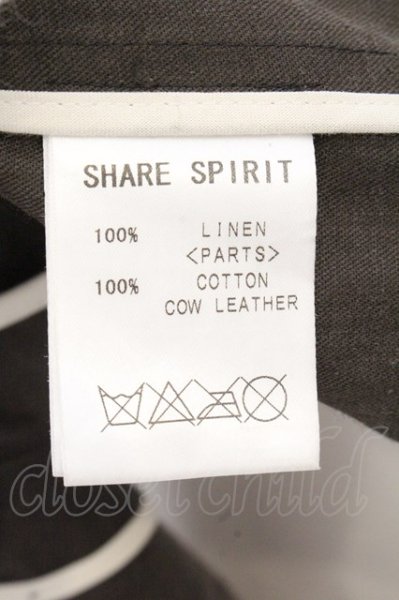 SHARE SPIRIT
100% LINEN
<PARTS>
100% COTTON
COW LEATHER
closet child